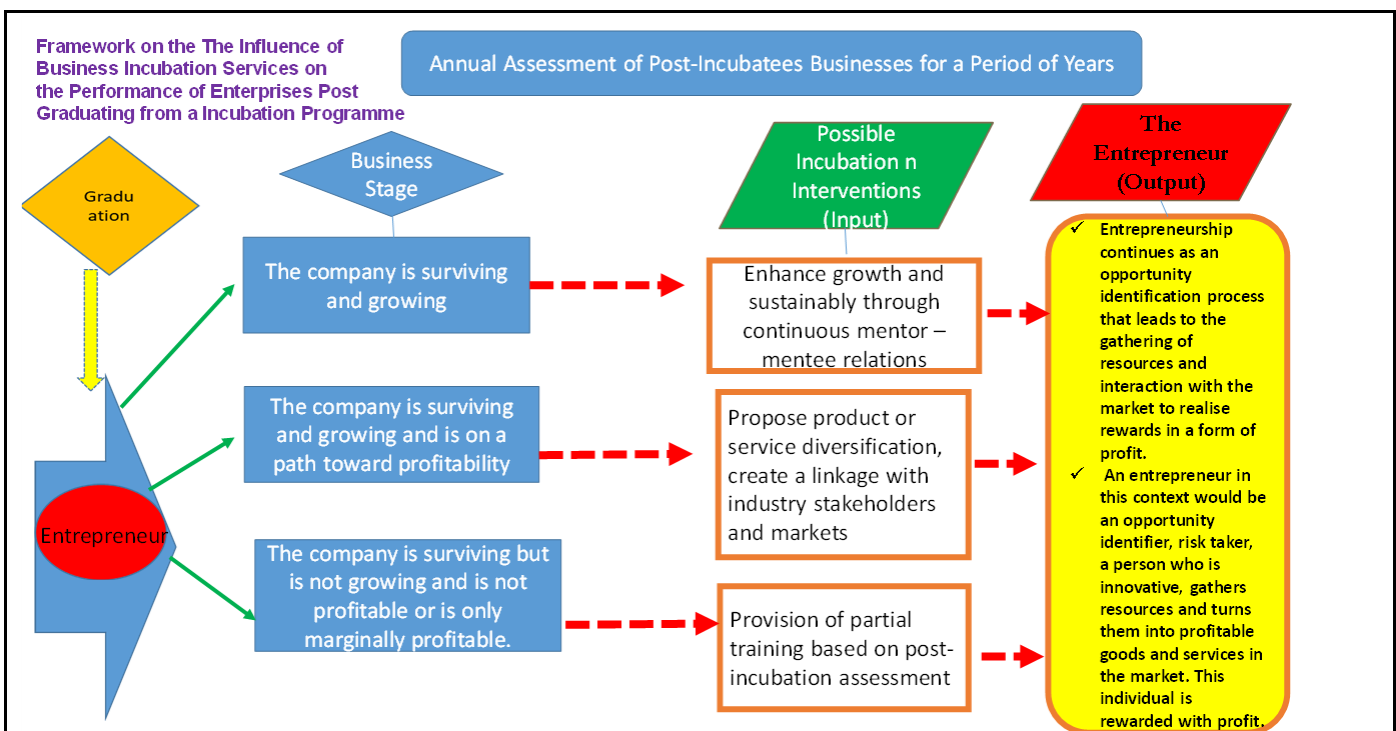 Framework on the The Influence of
Business Incubation Services on
the Performance of Enterprises Post
Graduating from a Incubation Programme
Annual Assessment of Post-Incubatees Businesses for a Period of Years
Gradu
ation
Business
Stage
Possible
Incubation n
Interventions
(Input)
The
Entrepreneur
(Output)
Entrepreneur
The company is surviving
and growing
Enhance growth and
sustainably through
continuous mentor –
mentee relations
The company is surviving
and growing and is on a
path toward profitability
Propose product or
service diversification,
create a linkage with
industry stakeholders
and markets
The company is surviving but
is not growing and is not
profitable or is only
marginally profitable.
Provision of partial
training based on post-
incubation assessment
✓ Entrepreneurship
continues as an
opportunity
identification process
that leads to the
gathering of
resources and
interaction with the
market to realise
rewards in a form of
profit.
✓ An entrepreneur in
this context would be
an opportunity
identifier, risk taker,
a person who is
innovative, gathers
resources and turns
them into profitable
goods and services in
the market. This
individual is
rewarded with profit.